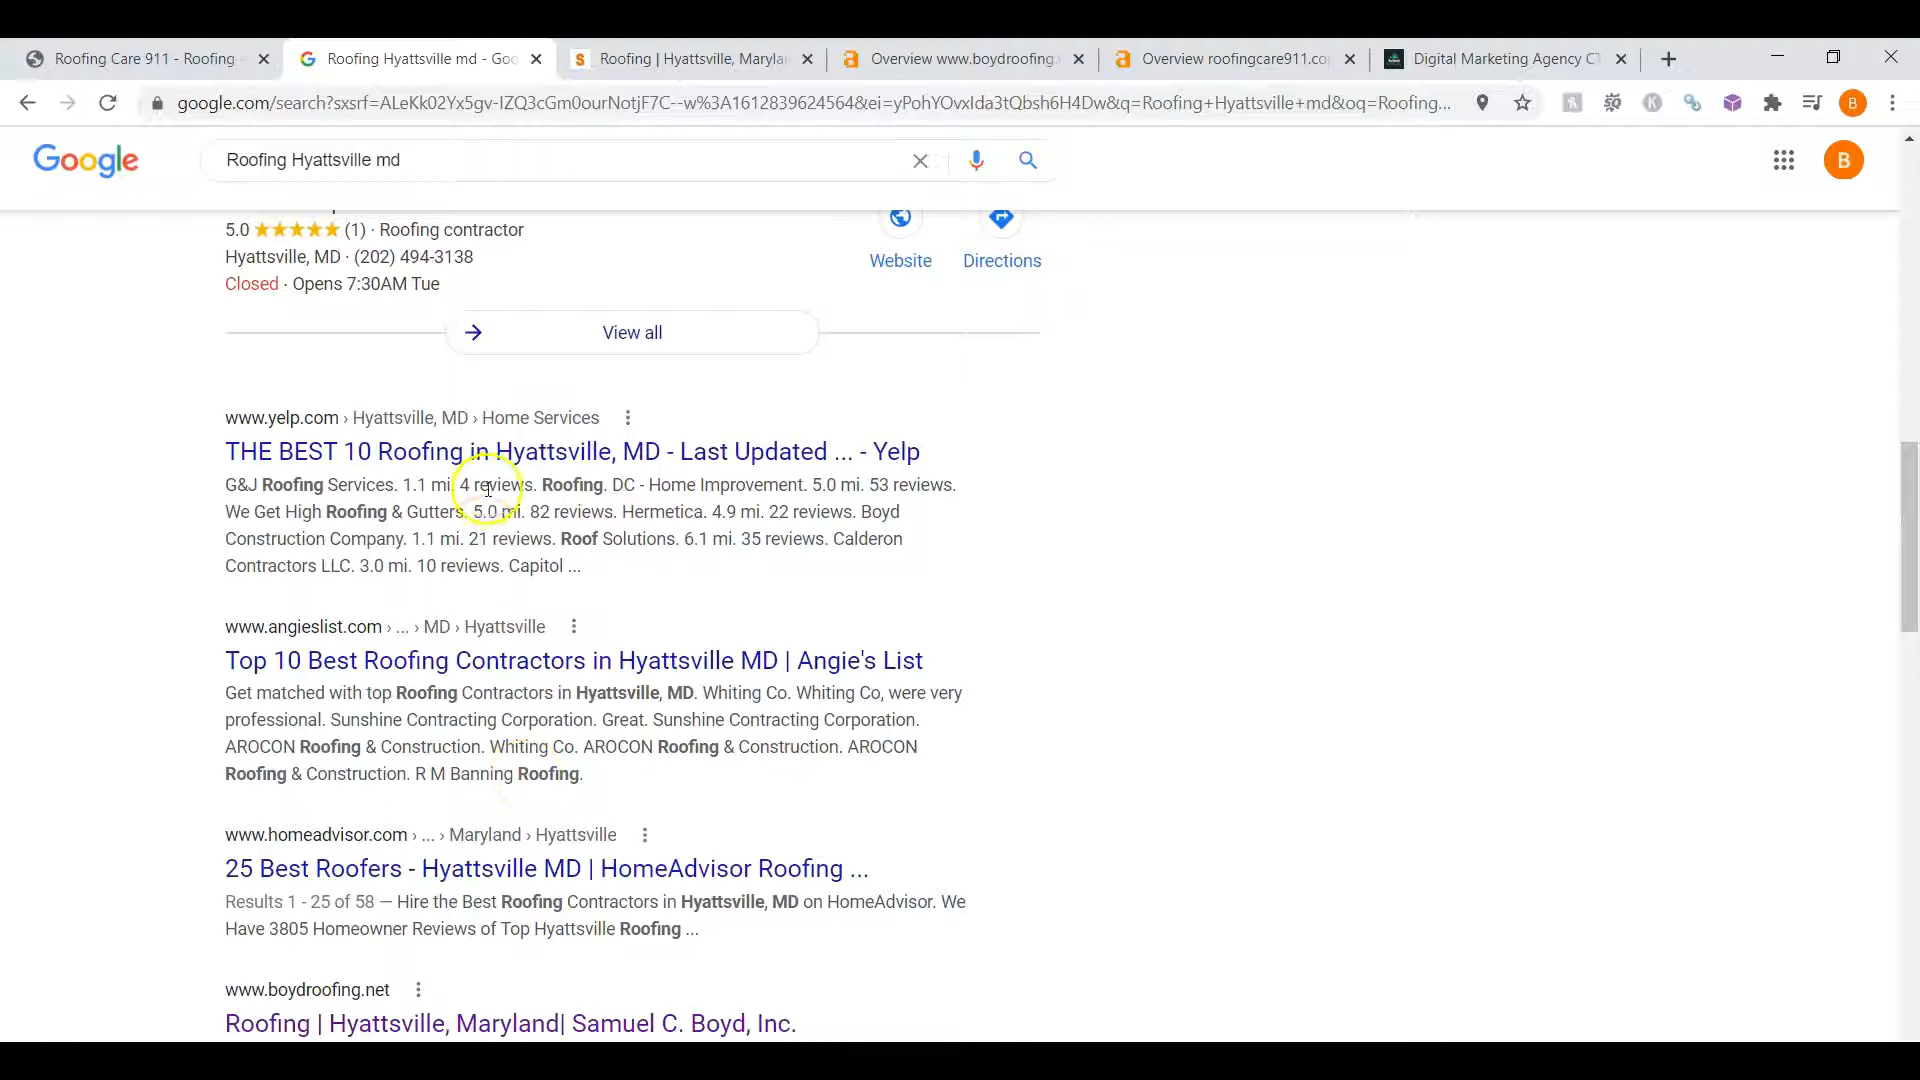 Roofing Care 911 - Roofing -
Roofing Hyattsville md - Goo
Roofing | Hyattsville, Maryla
Overview www.boydroofing.
Overview roofingcare911.co
Digital Marketing Agency CT
google.com/search?sxsrf=ALeKk02Yx5gv-IZQ3cGm0ourNotjF7C--w%3A1612839624564&ei=yPohYOvxIda3tQbsh6H4Dw&q=Roofing+Hyattsville+md&oq=Roofing...
B
Google
Roofing Hyattsville md
B
5.0 (1) · Roofing contractor
Hyattsville, MD · (202) 494-3138
Closed · Opens 7:30AM Tue
Website
Directions
View all
www.yelp.com › Hyattsville, MD › Home Services
THE BEST 10 Roofing in Hyattsville, MD - Last Updated ... - Yelp
G&J Roofing Services. 1.1 mi. 4 reviews. Roofing. DC - Home Improvement. 5.0 mi. 53 reviews.
We Get High Roofing & Gutters. 5.0 mi. 82 reviews. Hermetica. 4.9 mi. 22 reviews. Boyd
Construction Company. 1.1 mi. 21 reviews. Roof Solutions. 6.1 mi. 35 reviews. Calderon
Contractors LLC. 3.0 mi. 10 reviews. Capitol ...
www.angieslist.com › ... › MD › Hyattsville
Top 10 Best Roofing Contractors in Hyattsville MD | Angie's List
Get matched with top Roofing Contractors in Hyattsville, MD. Whiting Co. Whiting Co, were very
professional. Sunshine Contracting Corporation. Great. Sunshine Contracting Corporation.
AROCON Roofing & Construction. Whiting Co. AROCON Roofing & Construction. AROCON
Roofing & Construction. R M Banning Roofing.
www.homeadvisor.com › ... › Maryland › Hyattsville
25 Best Roofers - Hyattsville MD | HomeAdvisor Roofing ...
Results 1 - 25 of 58 — Hire the Best Roofing Contractors in Hyattsville, MD on HomeAdvisor. We
Have 3805 Homeowner Reviews of Top Hyattsville Roofing ...
www.boydroofing.net
Roofing | Hyattsville, Maryland| Samuel C. Boyd, Inc.